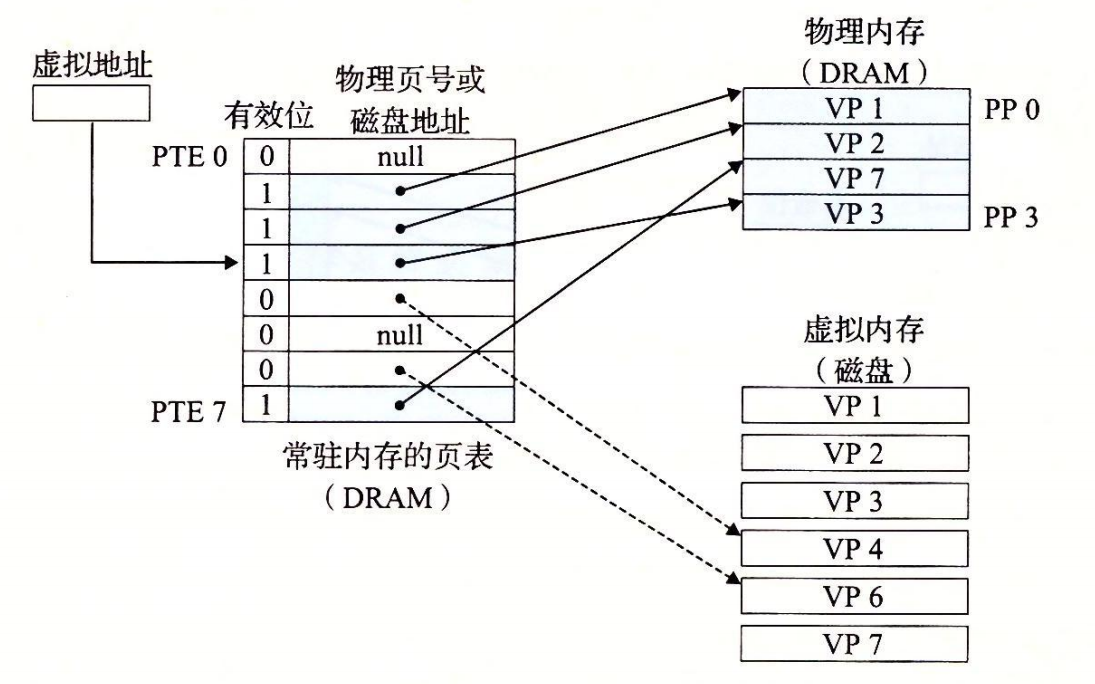 虚拟地址
有效位
物理页号或
磁盘地址
PTE 0
0
null
1
1
1
0
0
null
0
PTE 7
1
常驻内存的页表
（DRAM）
物理内存
（DRAM）
VP 1
PP 0
VP 2
VP 7
VP 3
PP 3
虚拟内存
（磁盘）
VP 1
VP 2
VP 3
VP 4
VP 6
VP 7